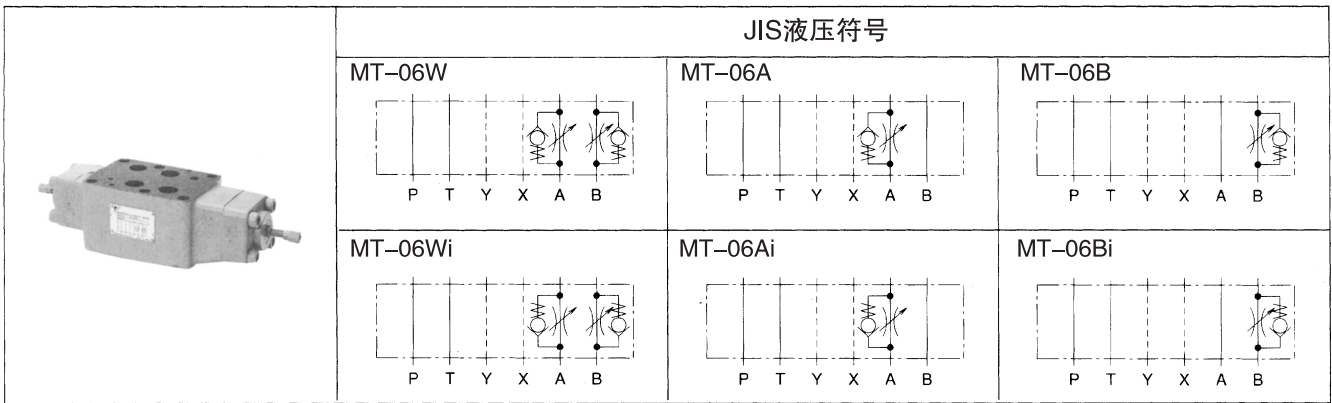 JIS液压符号
MT-06W
MT-06A
MT-06B
P T Y X A B
P T Y X A B
P T Y X A B
MT-06Wi
MT-06Ai
MT-06Bi
P T Y X A B
P T Y X A B
P T Y X A B